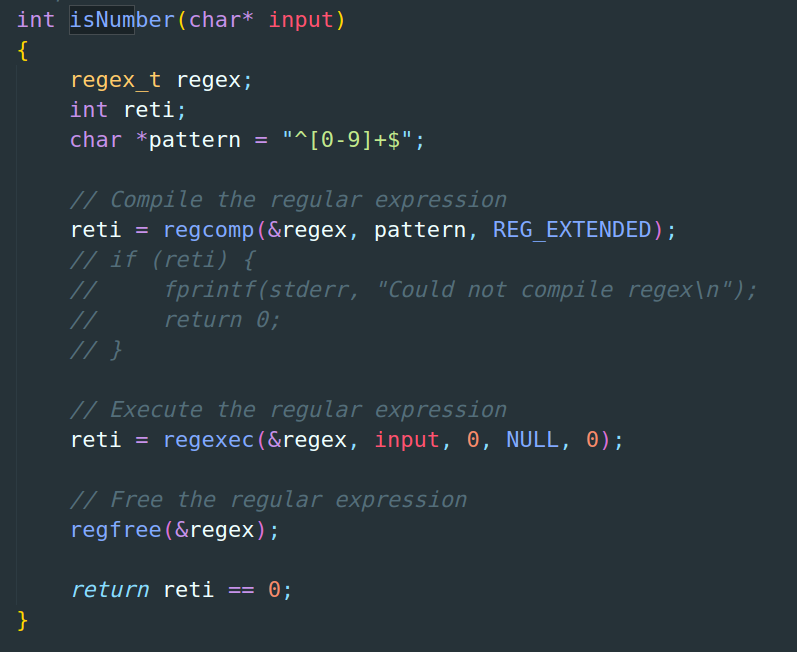 int isNumber(char* input)
{
    regex_t regex;
    int reti;
    char *pattern = "^[0-9]+$";
    // Compile the regular expression
    reti = regcomp(&regex, pattern, REG_EXTENDED);
    // if (reti) {
    //     fprintf(stderr, "Could not compile regex\n");
    //     return 0;
    // }
    // Execute the regular expression
    reti = regexec(&regex, input, 0, NULL, 0);
    // Free the regular expression
    regfree(&regex);
    return reti == 0;
}